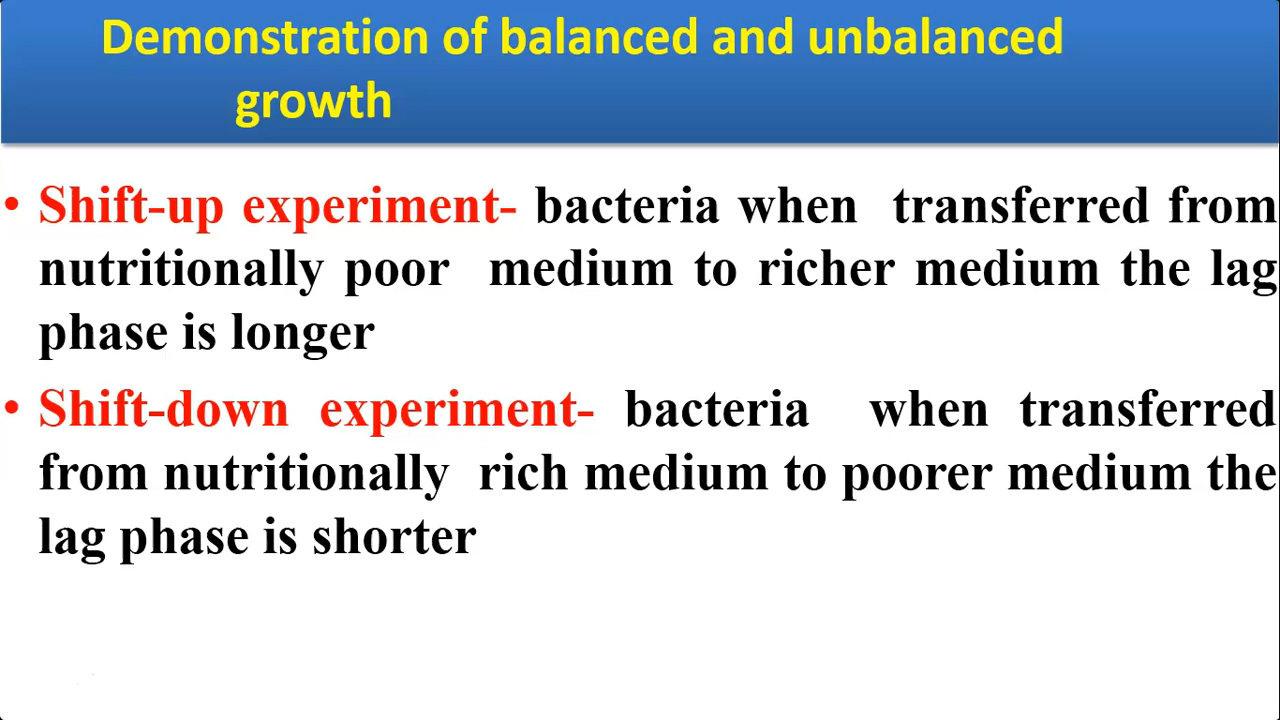 Demonstration of balanced and unbalanced
growth
• Shift-up experiment- bacteria when transferred from
nutritionally poor medium to richer medium the lag
phase is longer
• Shift-down experiment- bacteria when transferred
from nutritionally rich medium to poorer medium the
lag phase is shorter